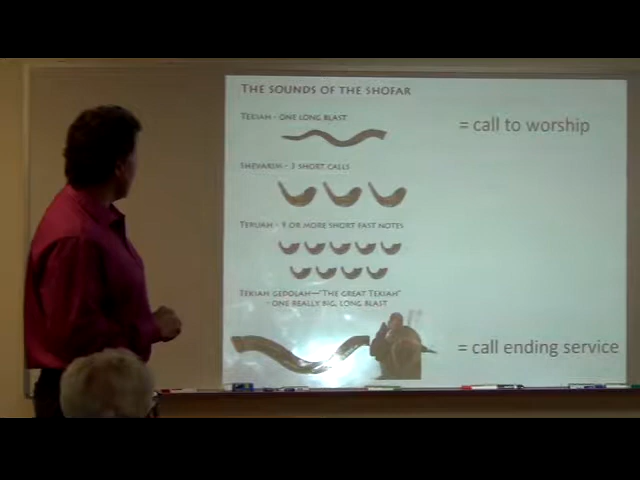 THE SOUNDS OF THE SHOFAR
TEKIAH - ONE LONG BLAST
= call to worship
SHEVARIM - 3 SHORT CALLS
TERUAH - 9 OR MORE SHORT FAST NOTES
TEKIAH GEDOLAH—"THE GREAT TEKIAH"
- ONE REALLY BIG, LONG BLAST
= call ending service